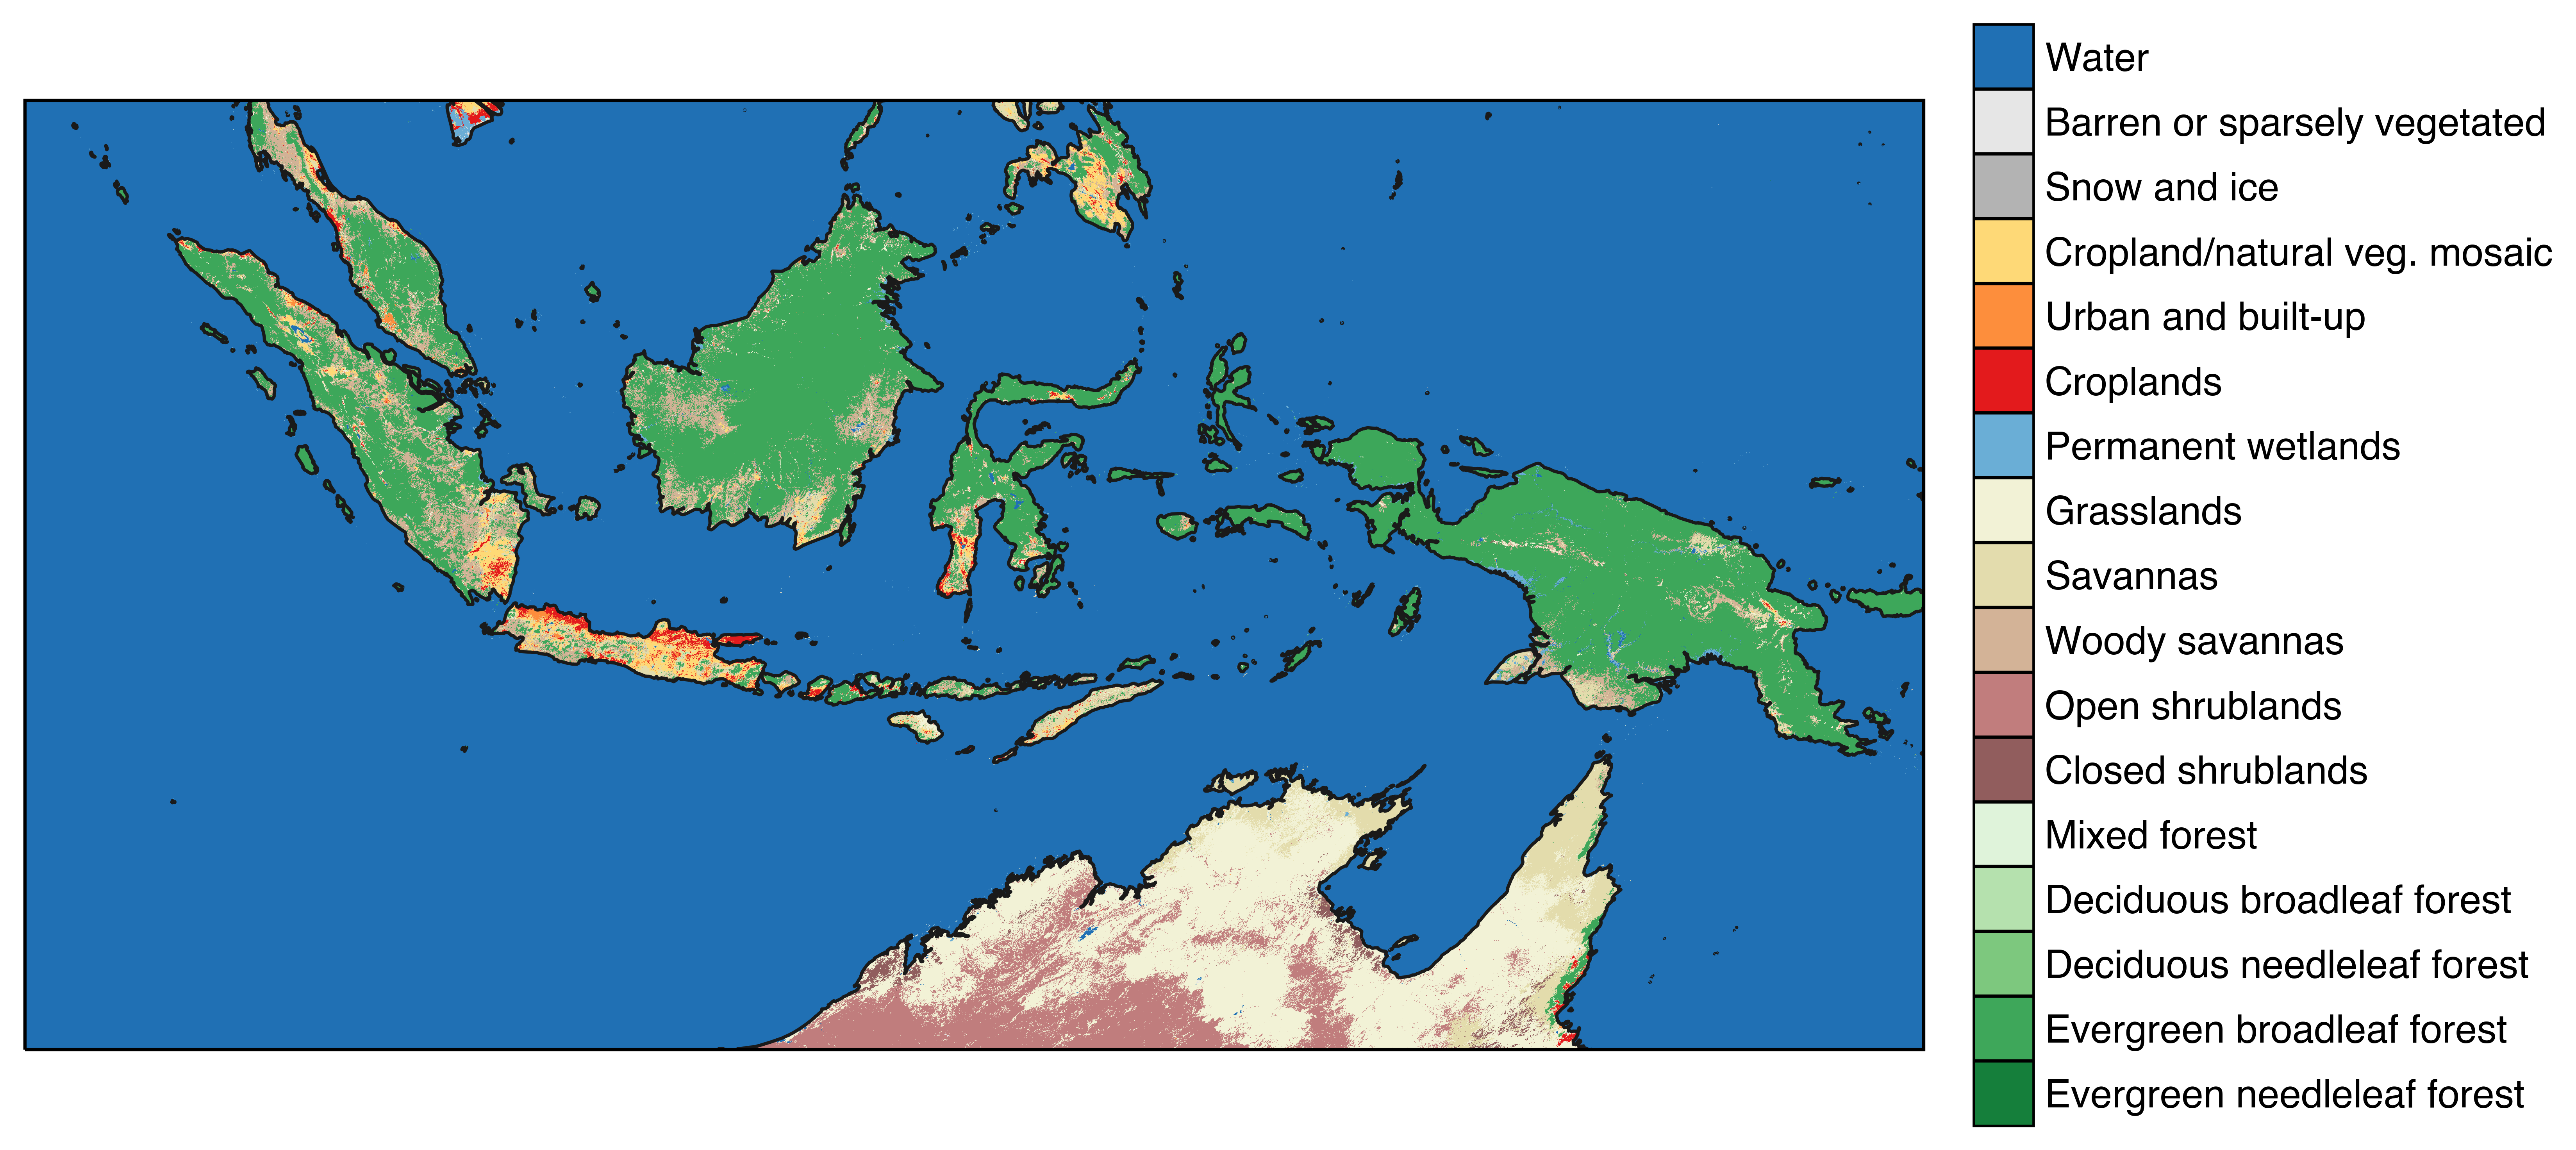 Water
Barren or sparsely vegetated
Snow and ice
Cropland/natural veg. mosaic
Urban and built-up
Croplands
Permanent wetlands
Grasslands
Savannas
Woody savannas
Open shrublands
Closed shrublands
Mixed forest
Deciduous broadleaf forest
Deciduous needleleaf forest
Evergreen broadleaf forest
Evergreen needleleaf forest